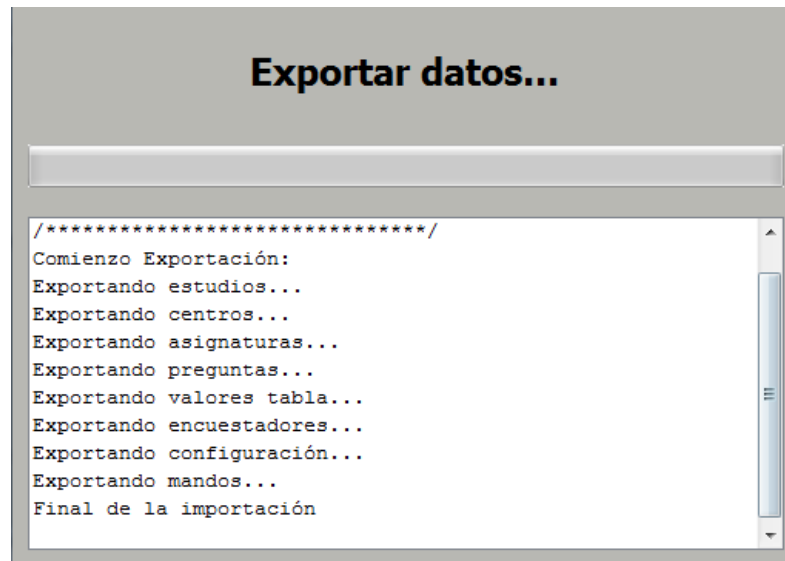 Exportar datos...
/*******************************/
Comienzo Exportación:
Exportando estudios...
Exportando centros...
Exportando asignaturas...
Exportando preguntas...
Exportando valores tabla...
Exportando encuestadores...
Exportando configuración...
Exportando mandos...
Final de la importación